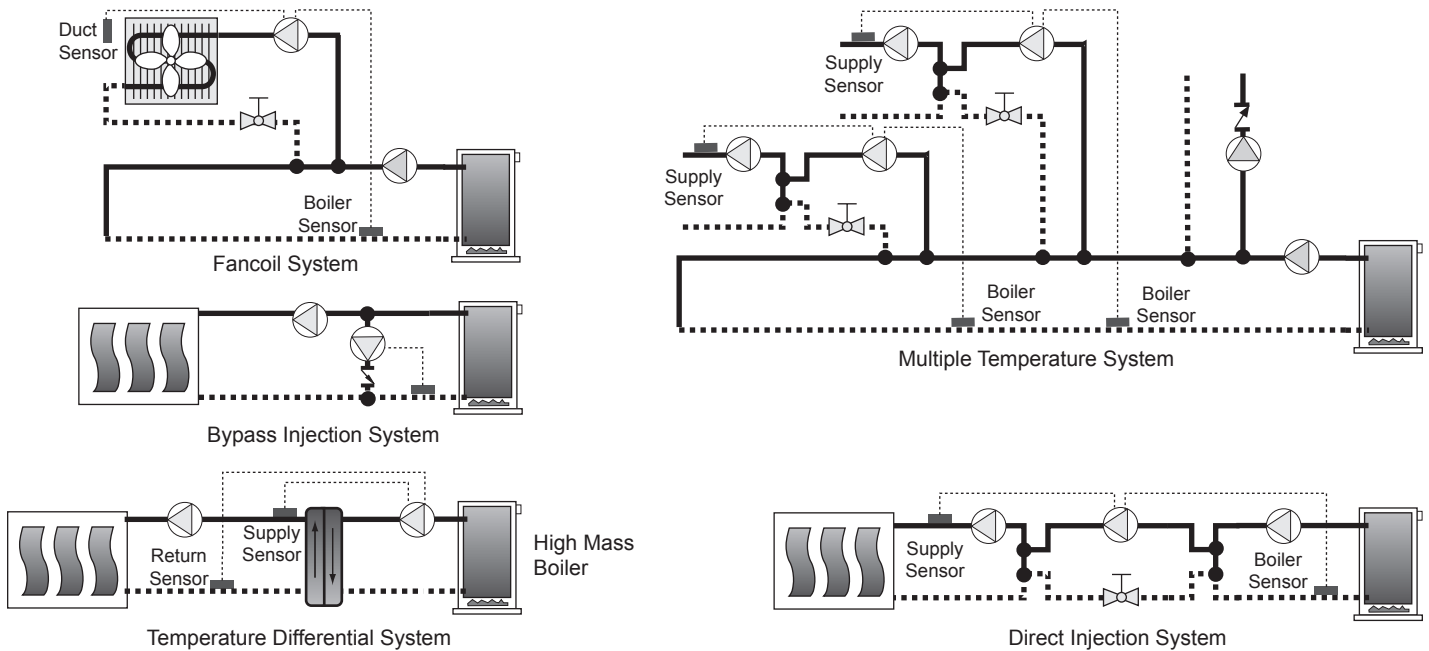 Duct
Sensor
Boiler
Sensor
Fancoil System
Bypass Injection System
Supply
Sensor
Return
Sensor
High Mass
Boiler
Temperature Differential System
Supply
Sensor
Supply
Sensor
Boiler
Sensor
Boiler
Sensor
Multiple Temperature System
Supply
Sensor
Boiler
Sensor
Direct Injection System